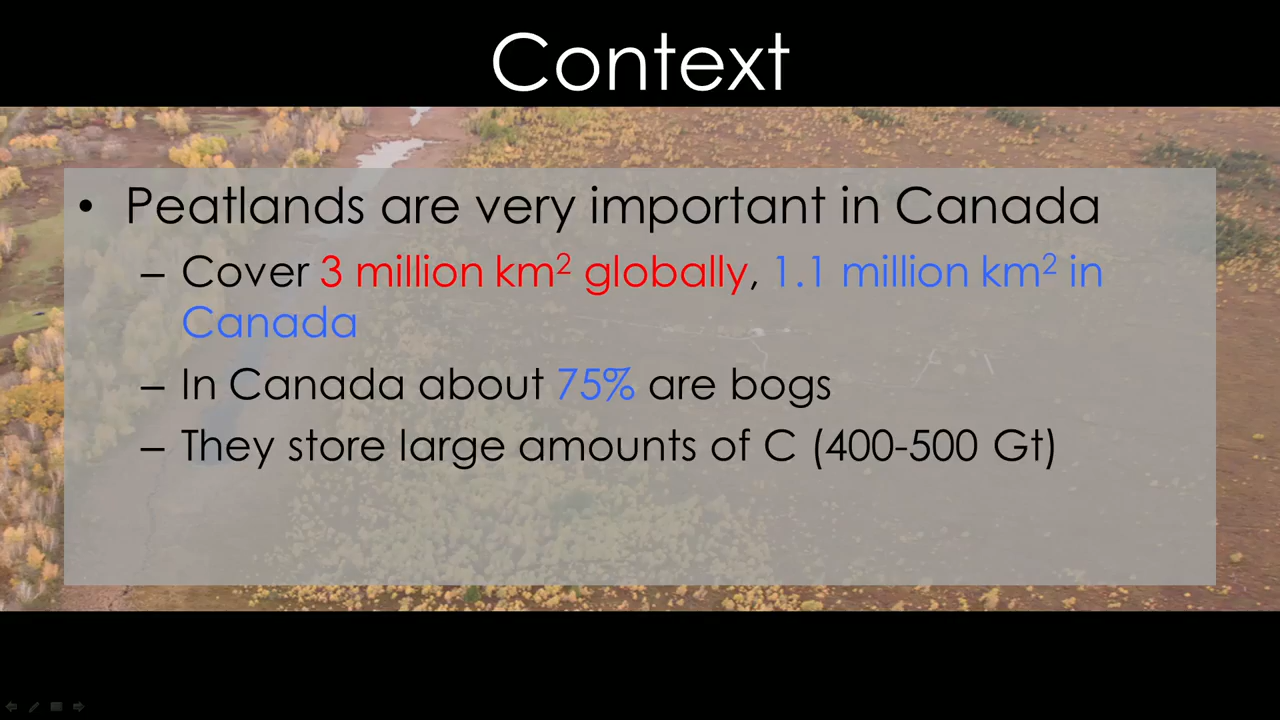 Context
• Peatlands are very important in Canada
– Cover 3 million km² globally, 1.1 million km² in
Canada
– In Canada about 75% are bogs
– They store large amounts of C (400-500 Gt)